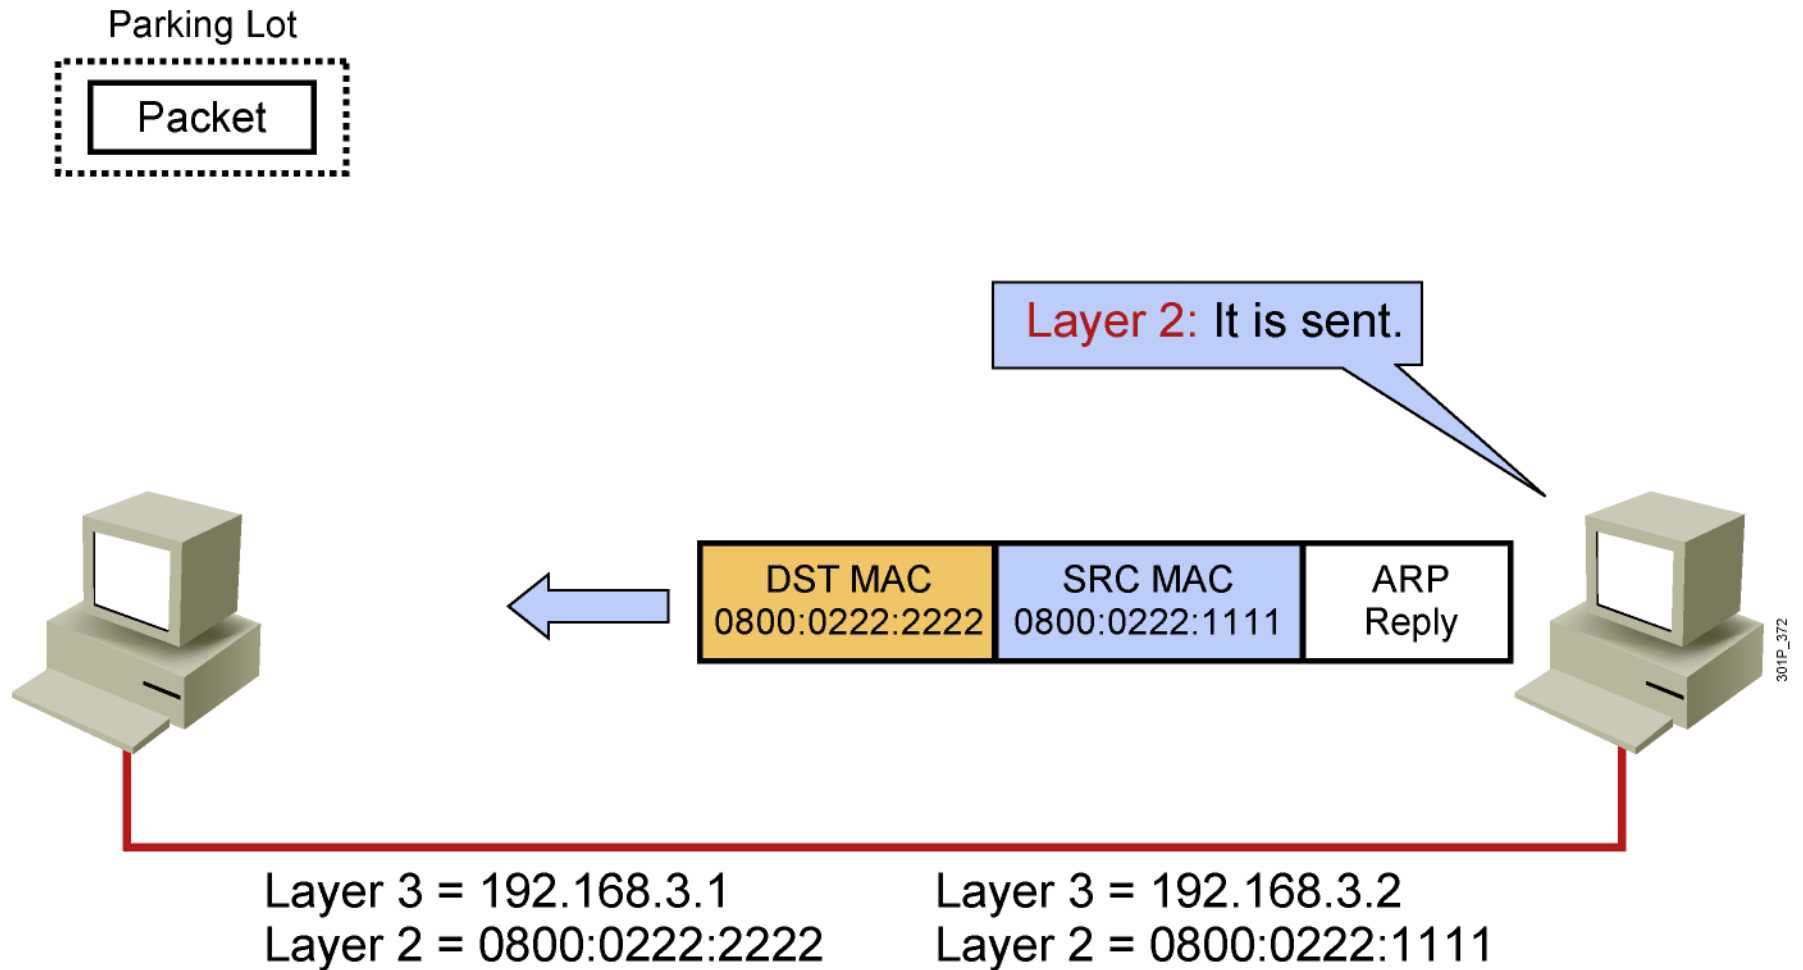 Parking Lot
Packet
Layer 2: It is sent.
DST MAC
0800:0222:2222
SRC MAC
0800:0222:1111
ARP
Reply
301P_372
Layer 3 = 192.168.3.1
Layer 2 = 0800:0222:2222
Layer 3 = 192.168.3.2
Layer 2 = 0800:0222:1111